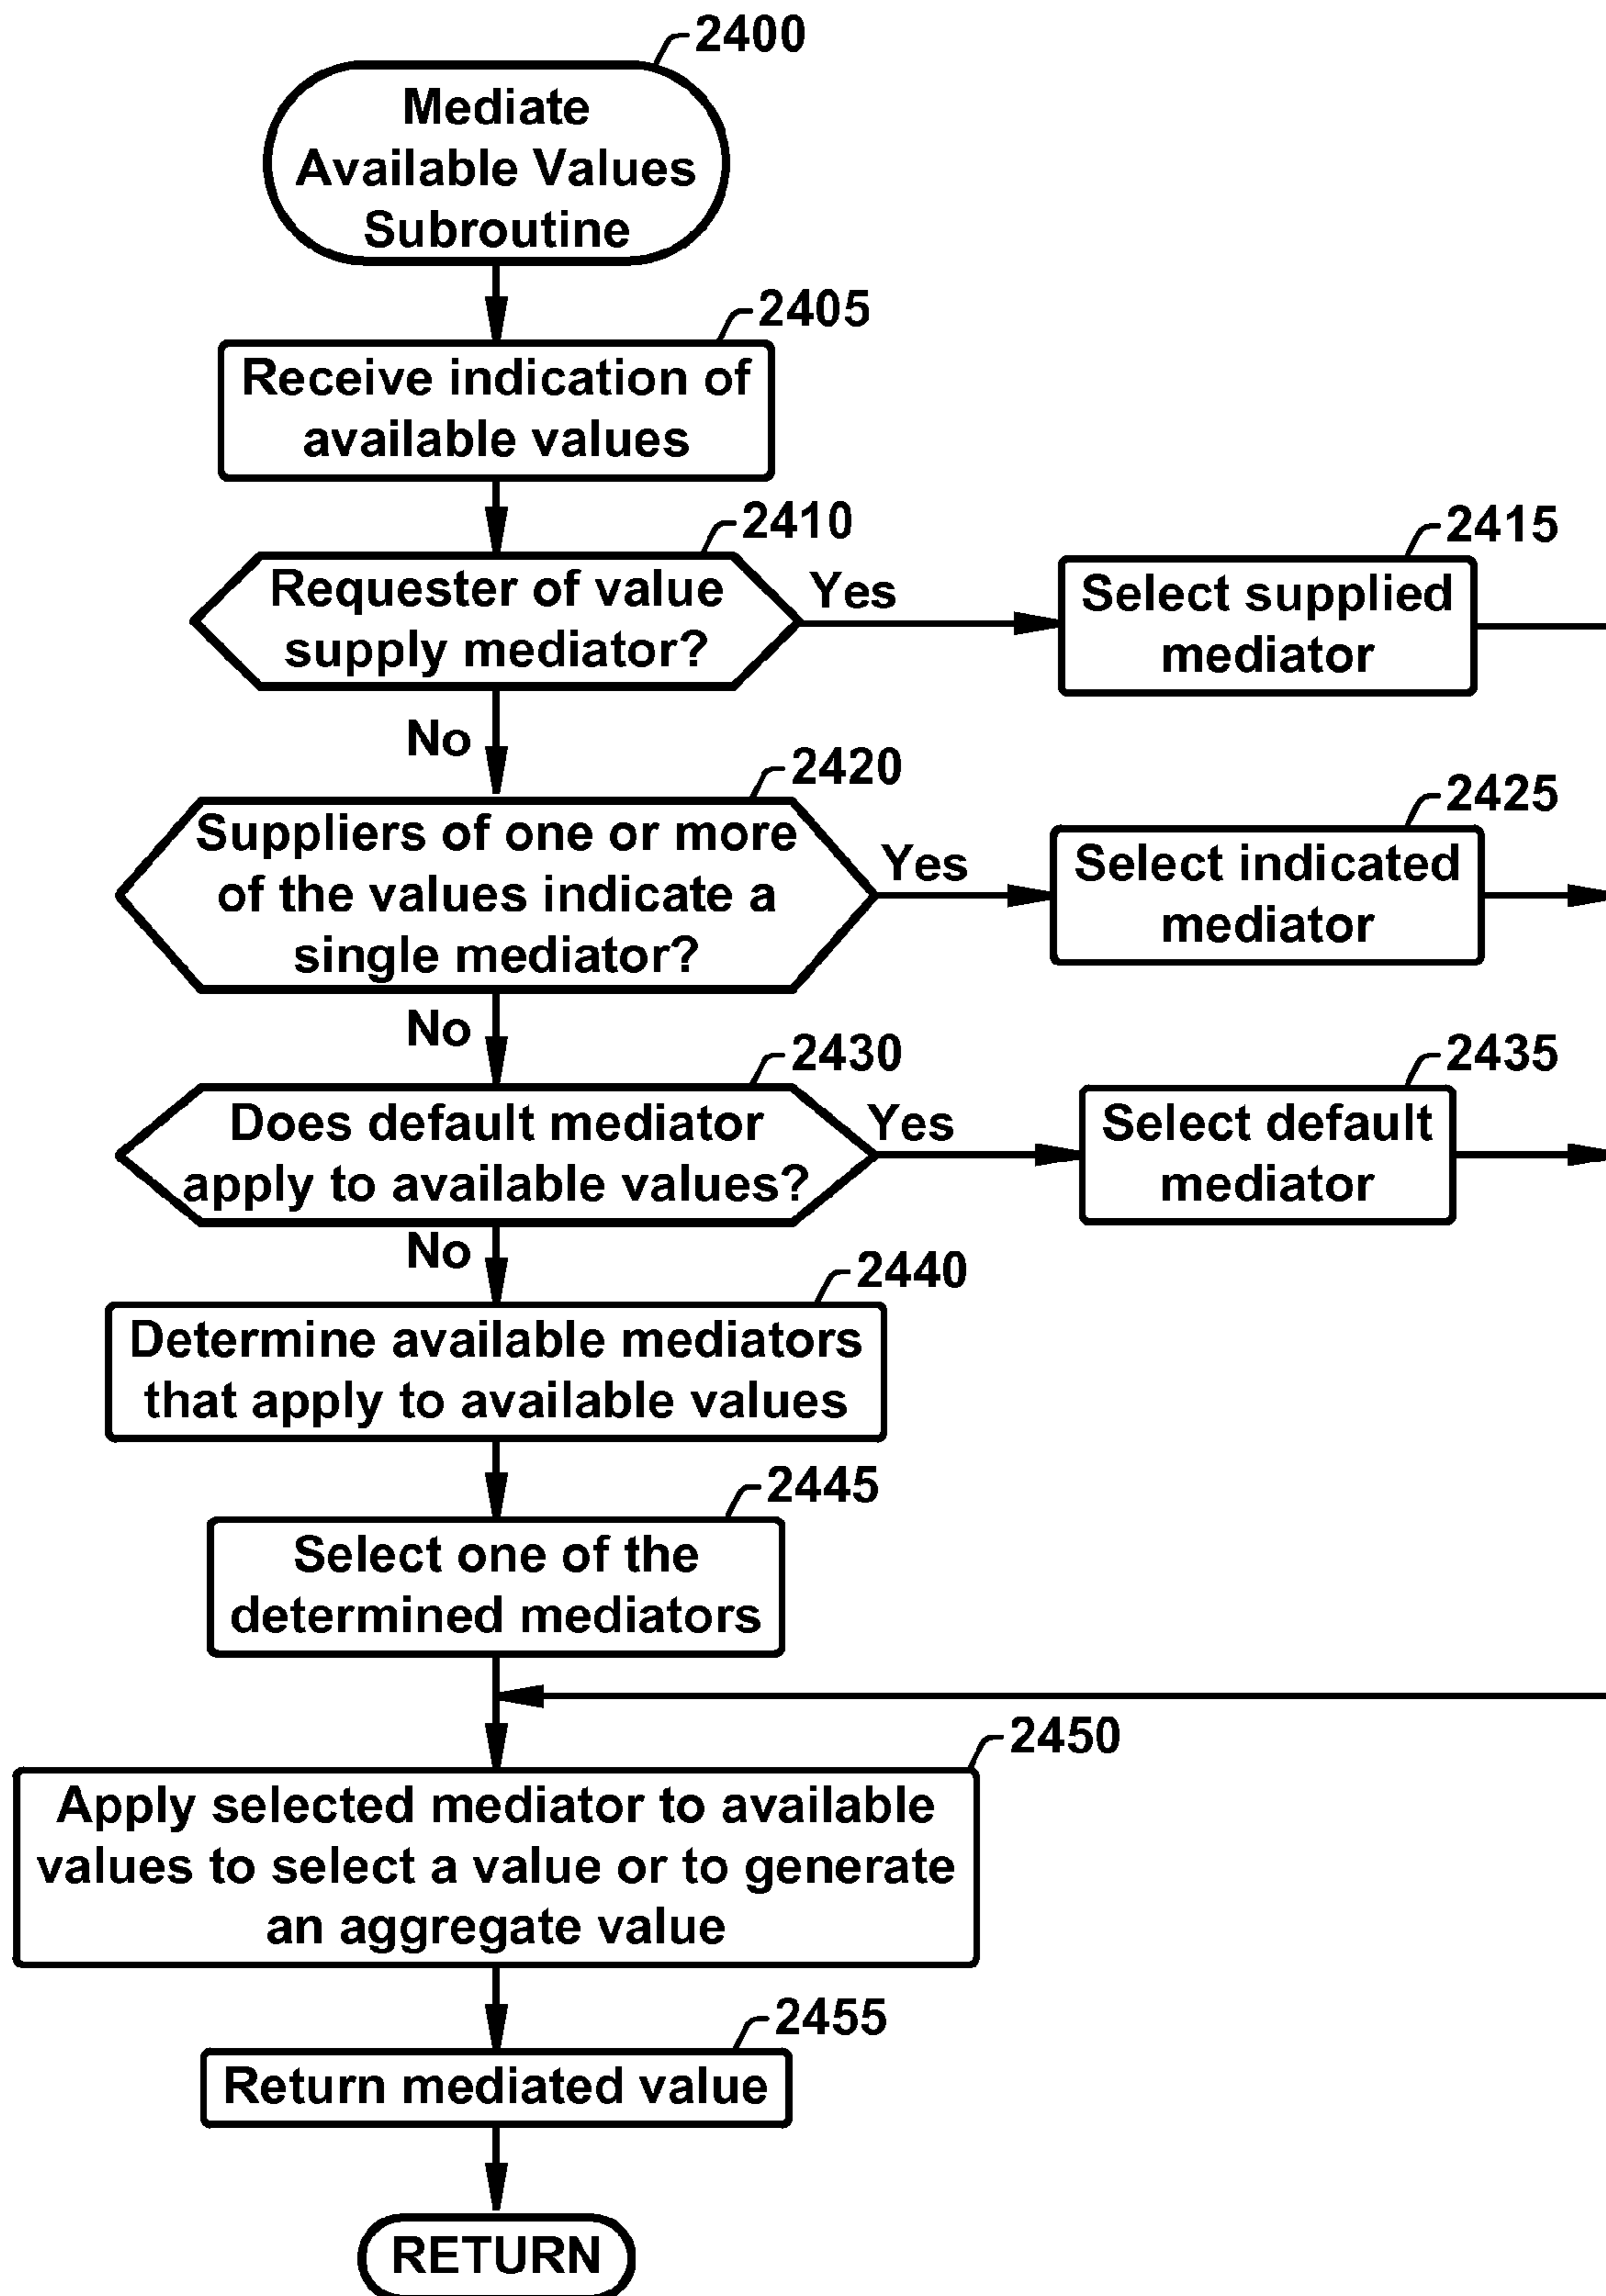 2400
Mediate
Available Values
Subroutine
2405
Receive indication of
available values
2410
Requester of value
supply mediator?
Yes
2415
Select supplied
mediator
No
2420
Suppliers of one or more
of the values indicate a
single mediator?
Yes
2425
Select indicated
mediator
No
2430
Does default mediator
apply to available values?
Yes
2435
Select default
mediator
No
2440
Determine available mediators
that apply to available values
2445
Select one of the
determined mediators
2450
Apply selected mediator to available
values to select a value or to generate
an aggregate value
2455
Return mediated value
RETURN